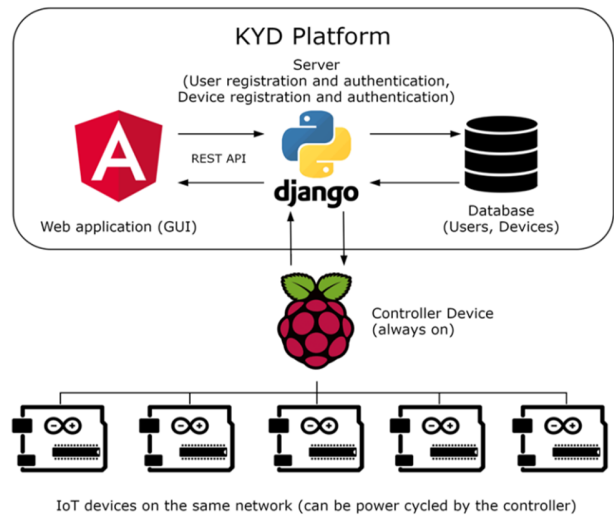 KYD Platform
Server
(User registration and authentication,
Device registration and authentication)
A
REST API
django
Web application (GUI)
Database
(Users, Devices)
Controller Device
(always on)
IoT devices on the same network (can be power cycled by the controller)